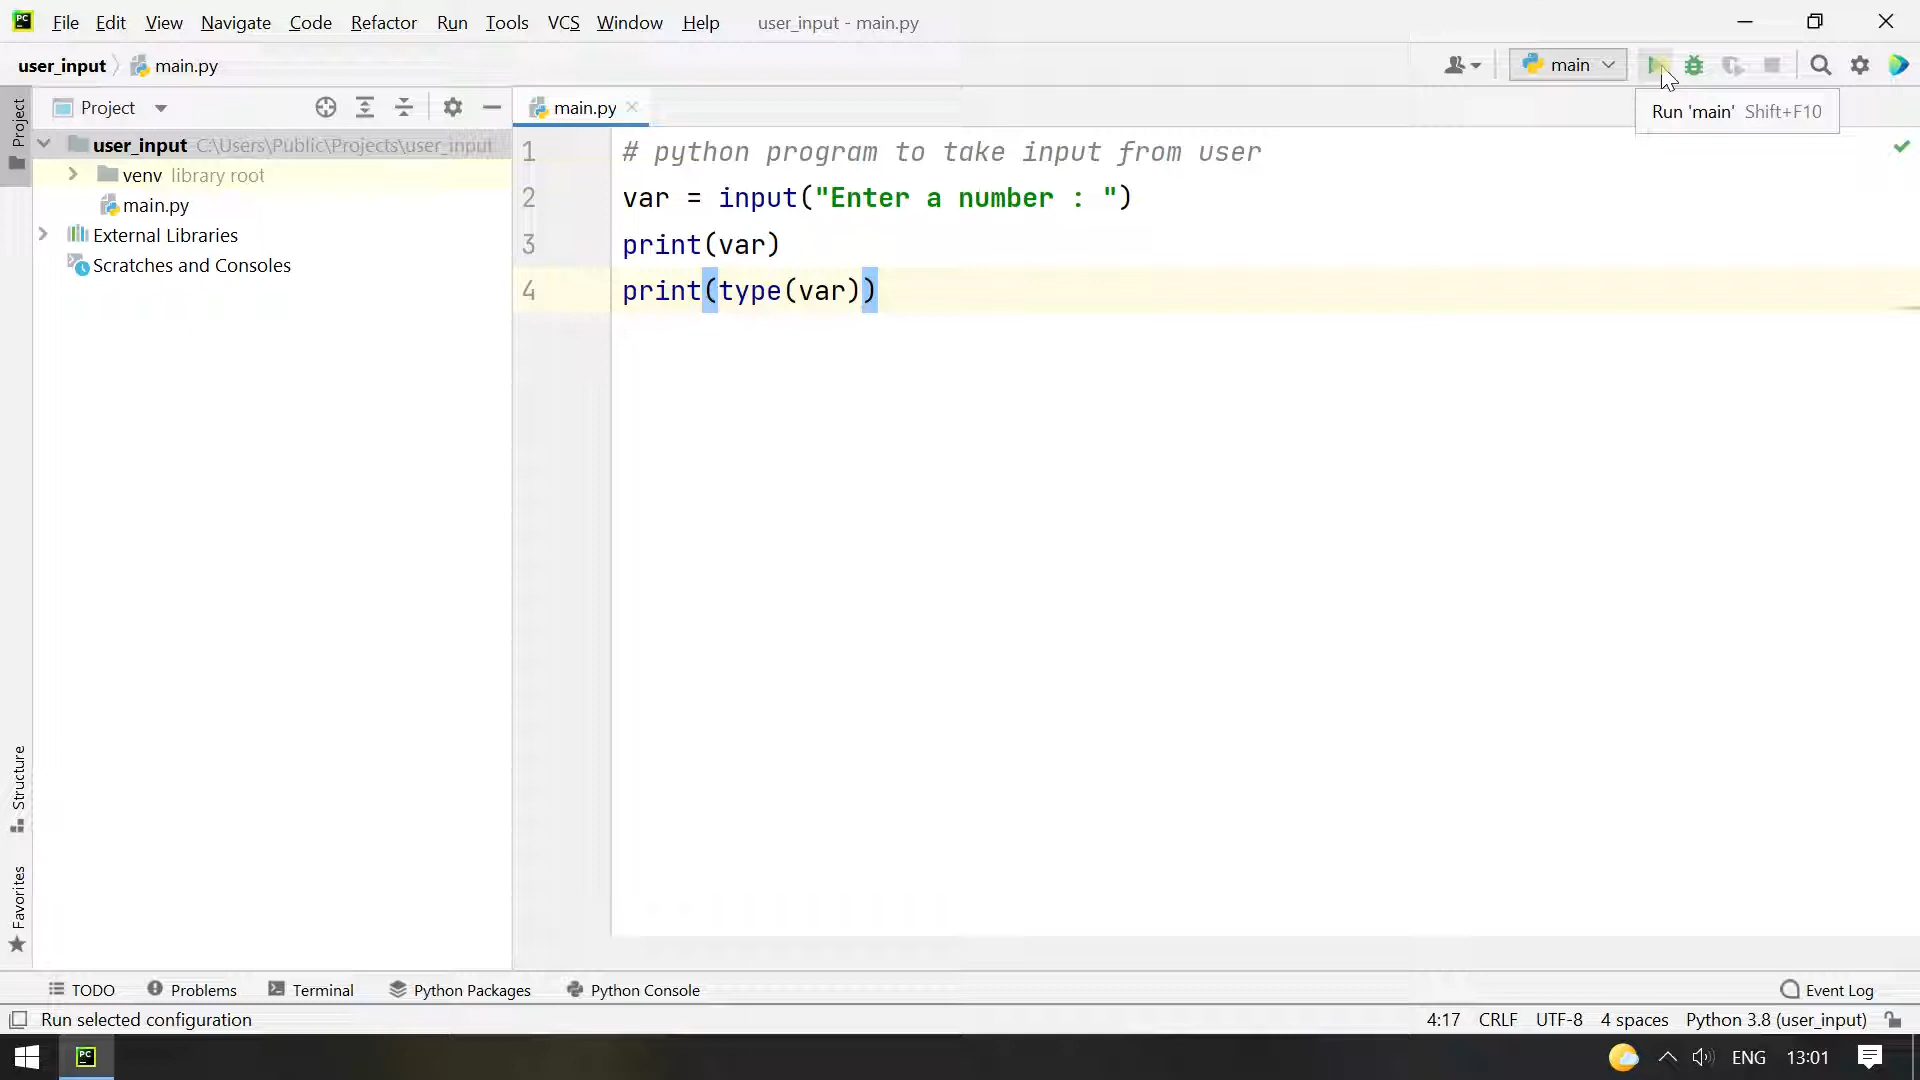 PC File Edit View Navigate Code Refactor Run Tools VCS Window Help user_input - main.py
user_input main.py main
Run 'main' Shift+F10
Project
Project main.py
user_input C:\Users\Public\Projects\user_input
venv library root
main.py
External Libraries
Scratches and Consoles
1 # python program to take input from user
2 var = input("Enter a number : ")
3 print(var)
4 print(type(var))
Structure
Favorites
TODO Problems Terminal Python Packages Python Console Event Log
Run selected configuration 4:17 CRLF UTF-8 4 spaces Python 3.8 (user_input)
PC ENG 13:01